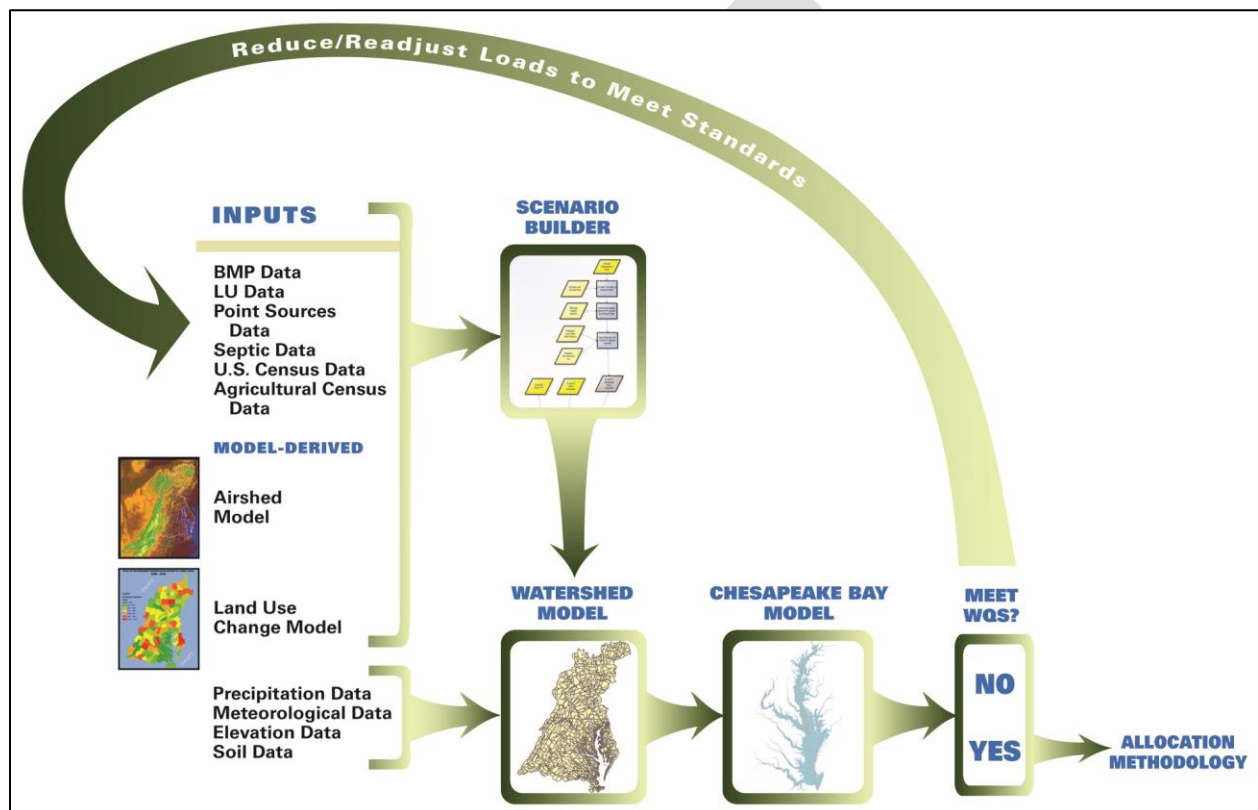 Reduce/Readjust Loads to Meet Standards
INPUTS
BMP Data
LU Data
Point Sources
Data
Septic Data
U.S. Census Data
Agricultural Census
Data
MODEL-DERIVED
Airshed
Model
Land Use
Change Model
Precipitation Data
Meteorological Data
Elevation Data
Soil Data
SCENARIO
BUILDER
WATERSHED
MODEL
CHESAPEAKE BAY
MODEL
MEET
WQS?
NO
YES
ALLOCATION
METHODOLOGY